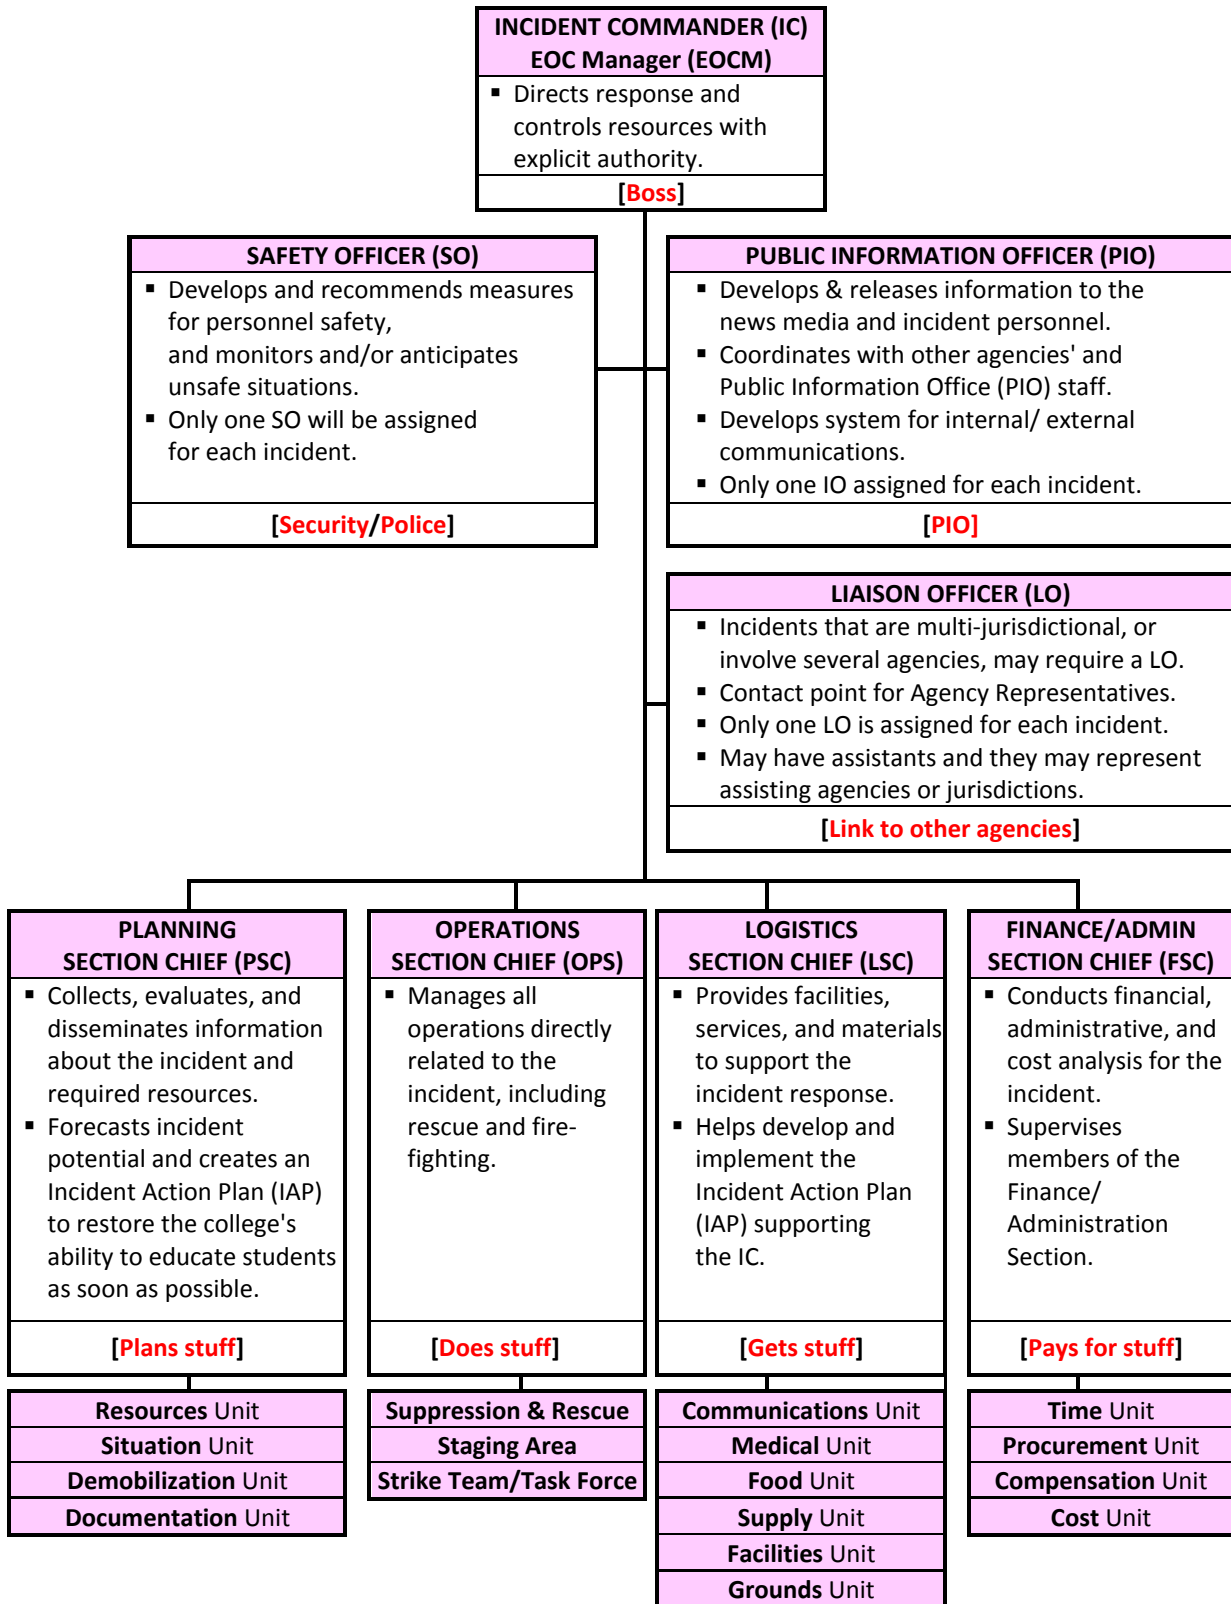 INCIDENT COMMANDER (IC)
EOC Manager (EOCM)
▪ Directs response and
controls resources with
explicit authority.
[Boss]
SAFETY OFFICER (SO)
▪ Develops and recommends measures
for personnel safety,
and monitors and/or anticipates
unsafe situations.
▪ Only one SO will be assigned
for each incident.
[Security/Police]
PUBLIC INFORMATION OFFICER (PIO)
▪ Develops & releases information to the
news media and incident personnel.
▪ Coordinates with other agencies' and
Public Information Office (PIO) staff.
▪ Develops system for internal/ external
communications.
▪ Only one IO assigned for each incident.
[PIO]
LIAISON OFFICER (LO)
▪ Incidents that are multi-jurisdictional, or
involve several agencies, may require a LO.
▪ Contact point for Agency Representatives.
▪ Only one LO is assigned for each incident.
▪ May have assistants and they may represent
assisting agencies or jurisdictions.
[Link to other agencies]
PLANNING
SECTION CHIEF (PSC)
▪ Collects, evaluates, and
disseminates information
about the incident and
required resources.
▪ Forecasts incident
potential and creates an
Incident Action Plan (IAP)
to restore the college's
ability to educate students
as soon as possible.
[Plans stuff]
Resources Unit
Situation Unit
Demobilization Unit
Documentation Unit
OPERATIONS
SECTION CHIEF (OPS)
▪ Manages all
operations directly
related to the
incident, including
rescue and fire-
fighting.
[Does stuff]
Suppression & Rescue
Staging Area
Strike Team/Task Force
LOGISTICS
SECTION CHIEF (LSC)
▪ Provides facilities,
services, and materials
to support the
incident response.
▪ Helps develop and
implement the
Incident Action Plan
(IAP) supporting
the IC.
[Gets stuff]
Communications Unit
Medical Unit
Food Unit
Supply Unit
Facilities Unit
Grounds Unit
FINANCE/ADMIN
SECTION CHIEF (FSC)
▪ Conducts financial,
administrative, and
cost analysis for the
incident.
▪ Supervises
members of the
Finance/
Administration
Section.
[Pays for stuff]
Time Unit
Procurement Unit
Compensation Unit
Cost Unit